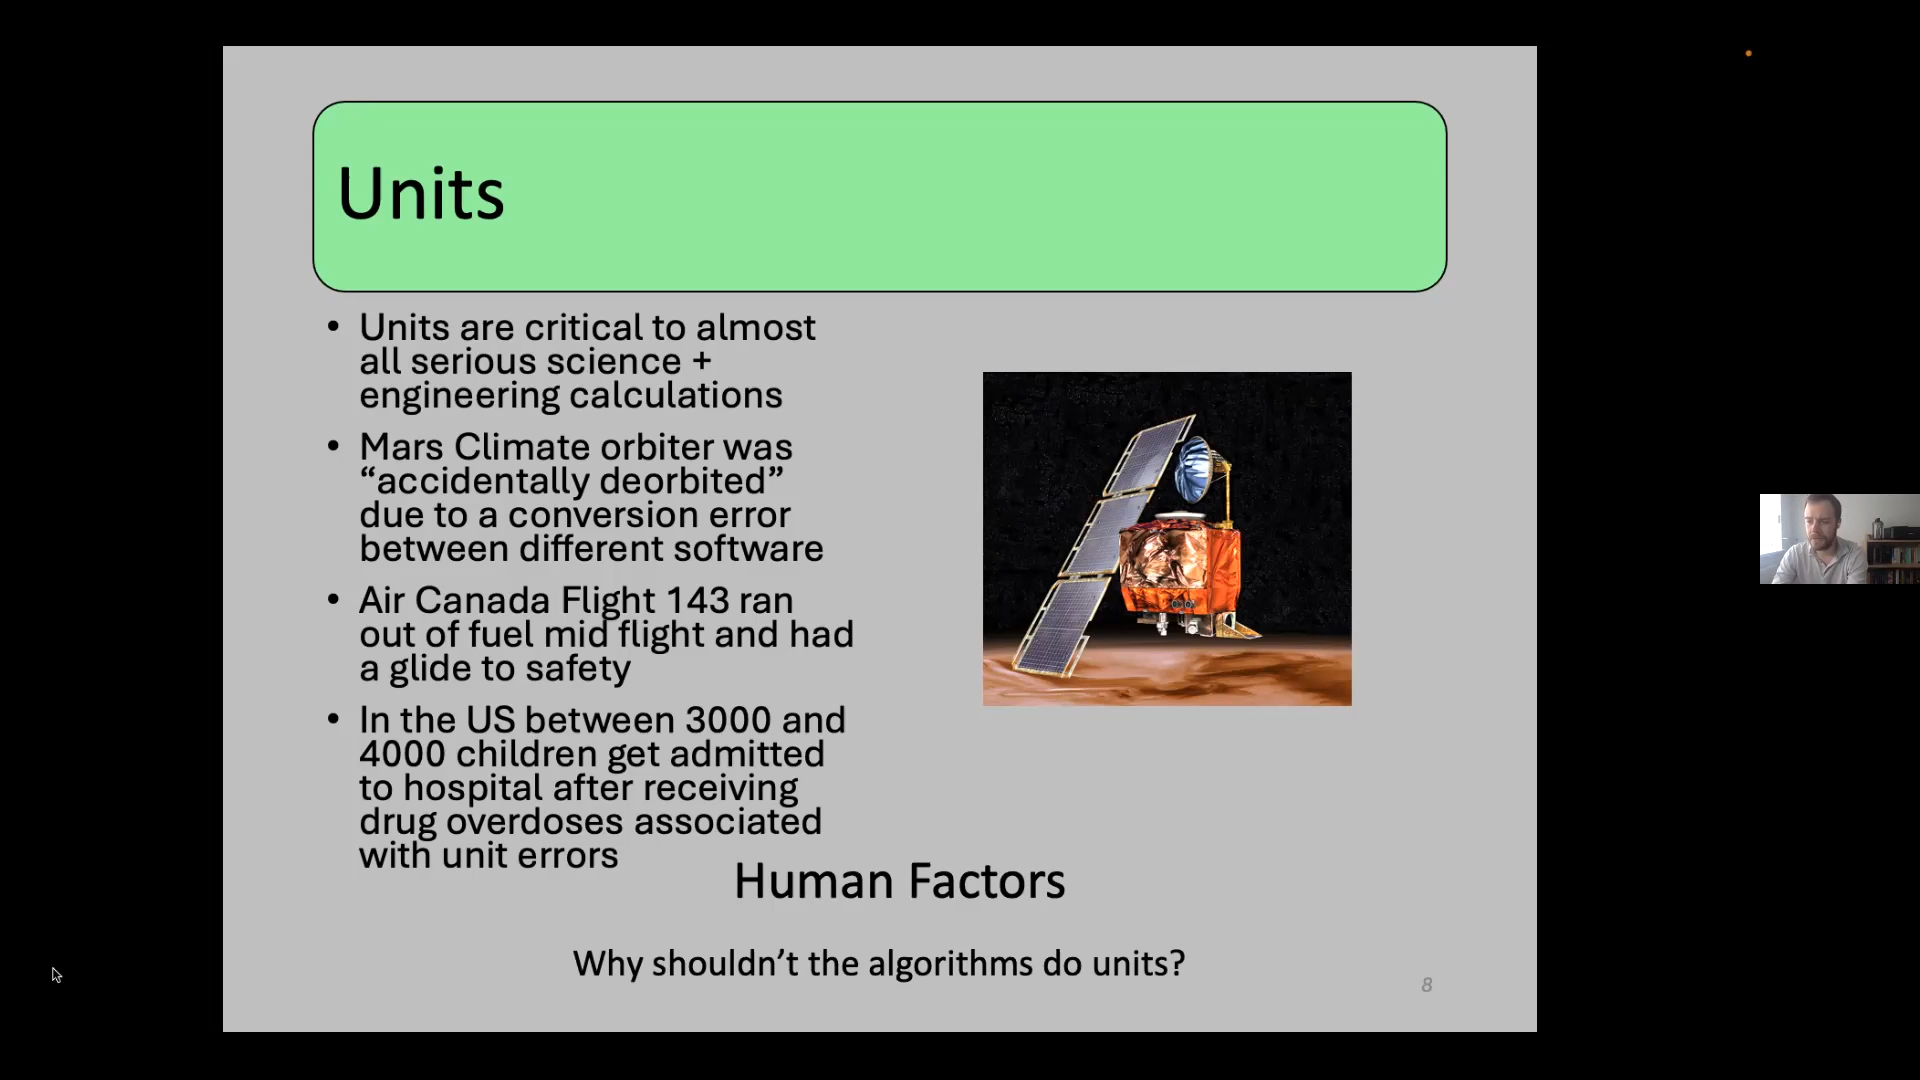 Units
• Units are critical to almost
all serious science +
engineering calculations
• Mars Climate orbiter was
“accidentally deorbited”
due to a conversion error
between different software
• Air Canada Flight 143 ran
out of fuel mid flight and had
a glide to safety
• In the US between 3000 and
4000 children get admitted
to hospital after receiving
drug overdoses associated
with unit errors
Human Factors
Why shouldn’t the algorithms do units?
8